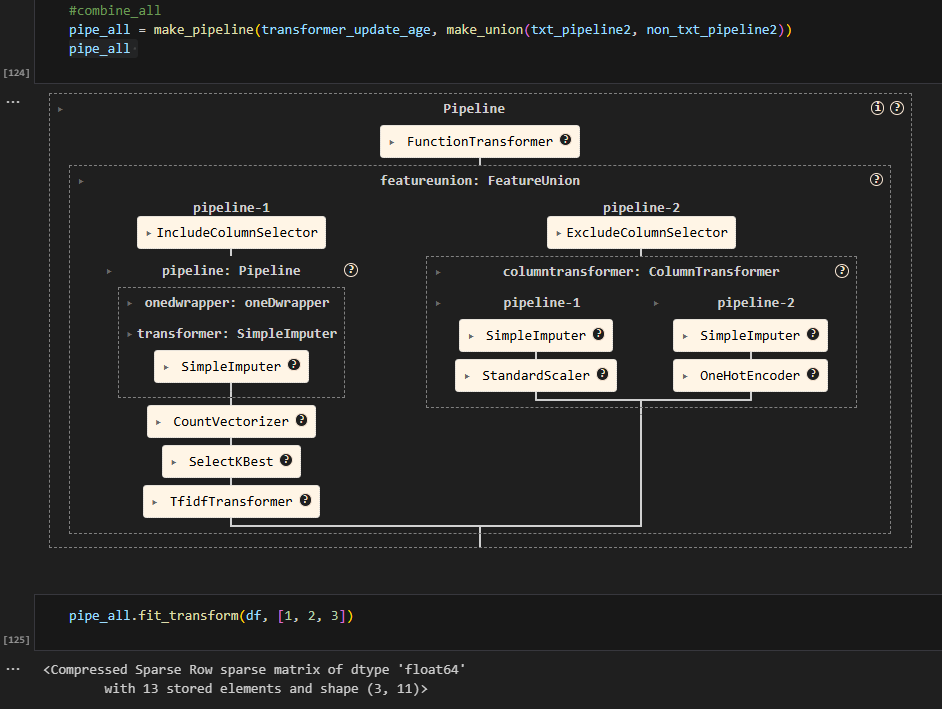 #combine_all
pipe_all = make_pipeline(transformer_update_age, make_union(txt_pipeline2, non_txt_pipeline2))
pipe_all
[124]
...
Pipeline
i ?
FunctionTransformer ?
featureunion: FeatureUnion ?
pipeline-1 pipeline-2
IncludeColumnSelector ExcludeColumnSelector
pipeline: Pipeline ? columntransformer: ColumnTransformer ?
onedwrapper: oneDwrapper pipeline-1 pipeline-2
transformer: SimpleImputer SimpleImputer ? SimpleImputer ?
SimpleImputer ? StandardScaler ? OneHotEncoder ?
CountVectorizer ?
SelectKBest ?
TfidfTransformer ?
pipe_all.fit_transform(df, [1, 2, 3])
[125]
...
<Compressed Sparse Row sparse matrix of dtype 'float64'
with 13 stored elements and shape (3, 11)>